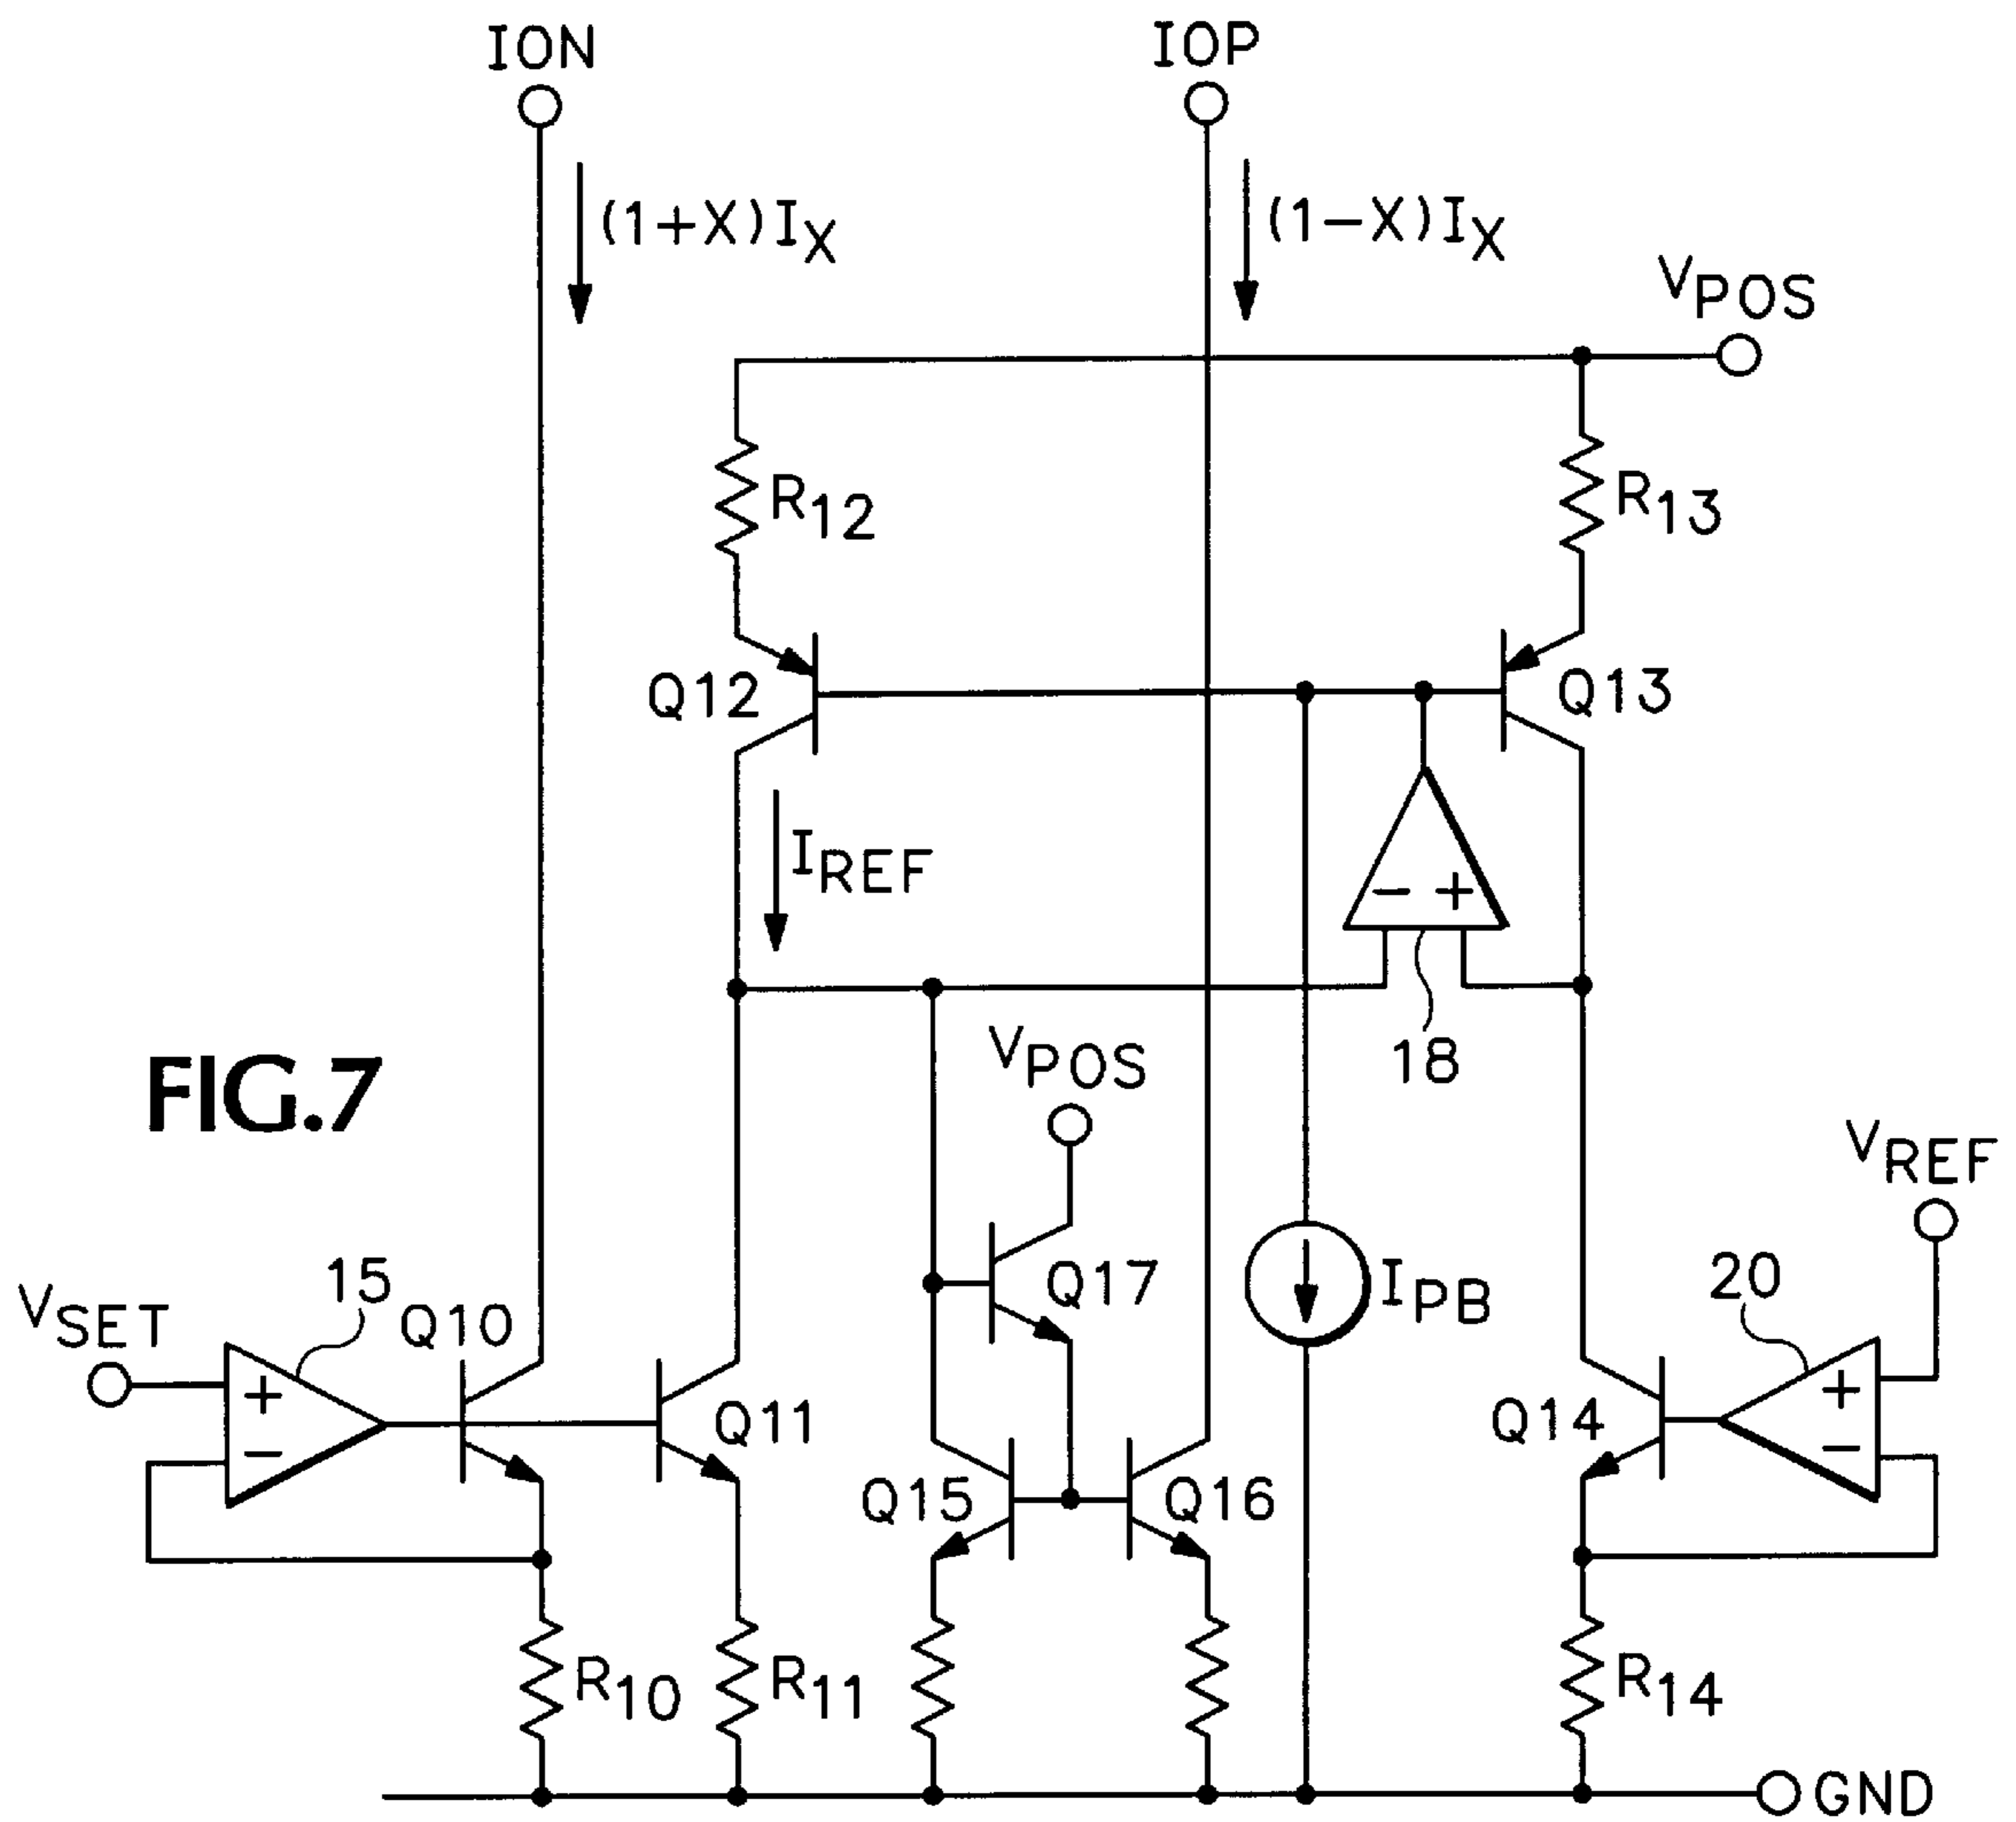 ION
IOP
(1+X)IX
(1−X)IX
VPOS
R12
R13
Q12
Q13
IREF
− +
18
VPOS
FIG.7
VREF
VSET
15
Q10
Q17
IPB
20
+
−
Q11
Q14
+
−
Q15
Q16
R10
R11
R14
GND